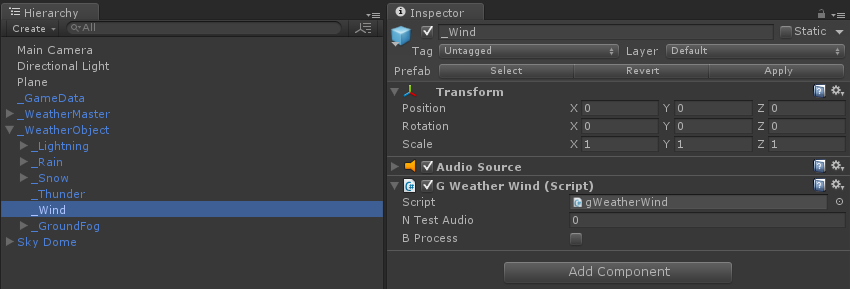 Hierarchy
Create
All
Main Camera
Directional Light
Plane
_GameData
_WeatherMaster
_WeatherObject
_Lightning
_Rain
_Snow
_Thunder
_Wind
_GroundFog
Sky Dome
Inspector
_Wind
Static
Tag Untagged Layer Default
Prefab Select Revert Apply
Transform
Position X 0 Y 0 Z 0
Rotation X 0 Y 0 Z 0
Scale X 1 Y 1 Z 1
Audio Source
G Weather Wind (Script)
Script gWeatherWind
N Test Audio 0
B Process
Add Component